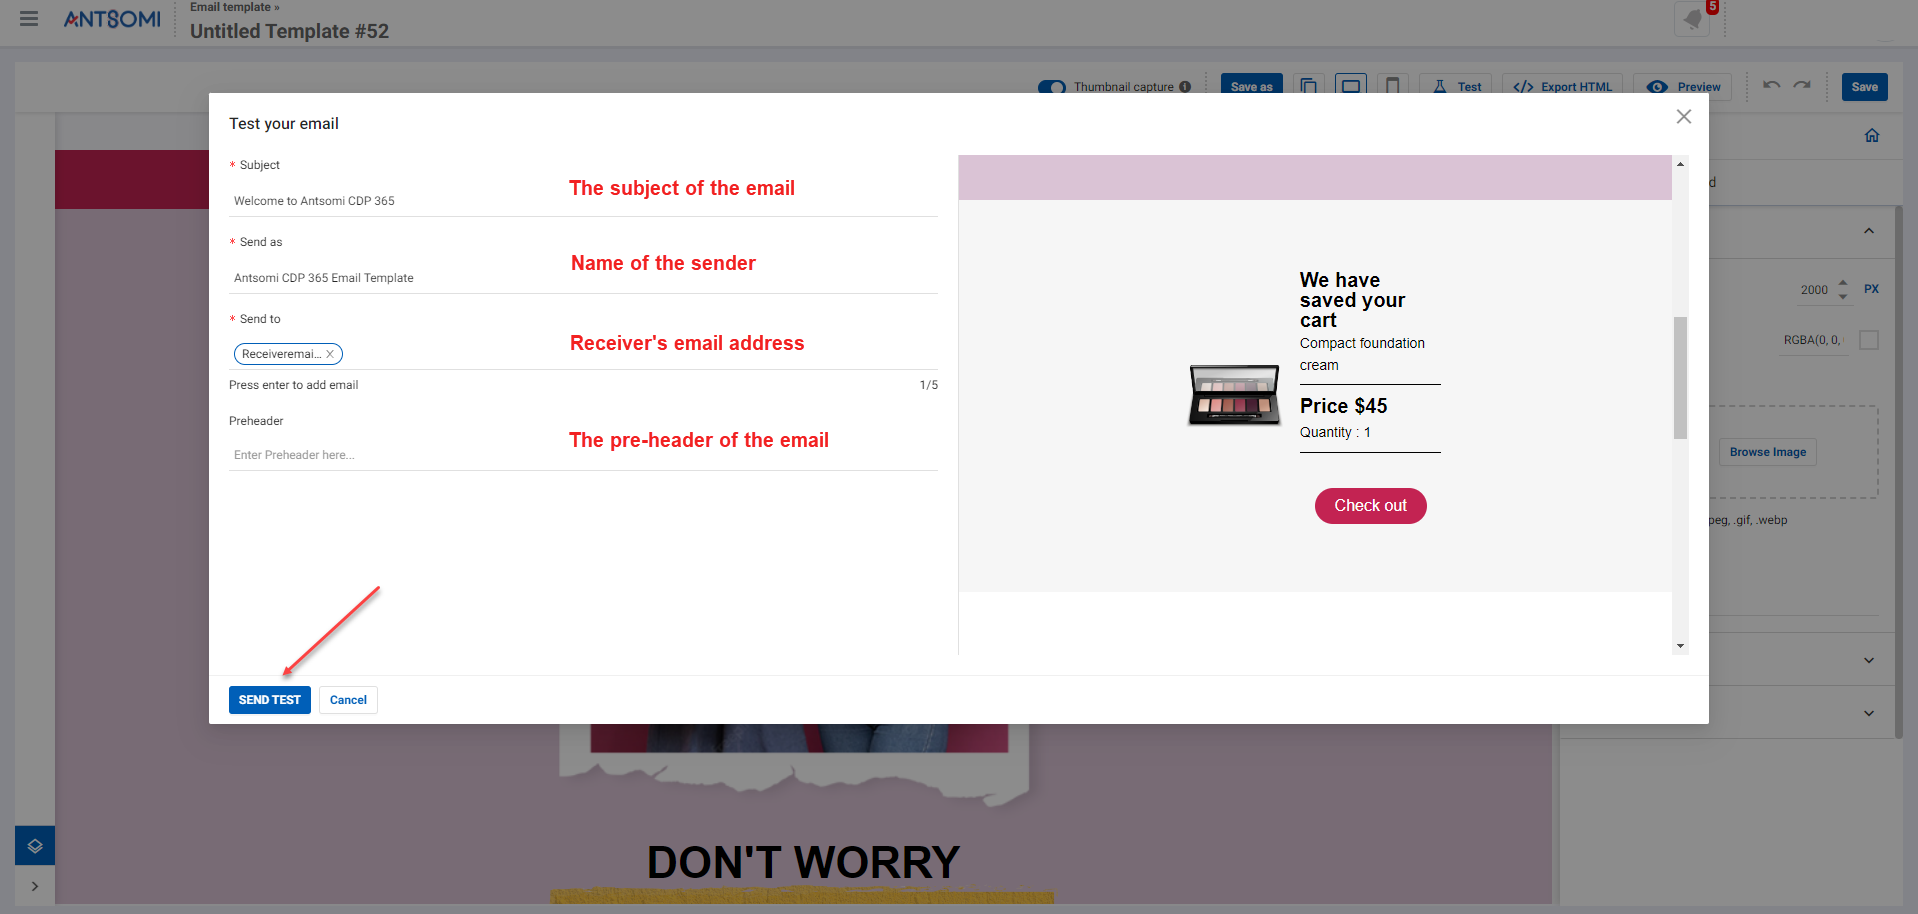 ANTSOMI
Email template »
Untitled Template #52
5
Thumbnail capture
Save as
Test
</> Export HTML
Preview
Save
Test your email
* Subject
Welcome to Antsomi CDP 365
The subject of the email
* Send as
Antsomi CDP 365 Email Template
Name of the sender
* Send to
Receiveremai...
Receiver's email address
Press enter to add email
1/5
Preheader
Enter Preheader here...
The pre-header of the email
SEND TEST
Cancel
We have
saved your
cart
Compact foundation
cream
Price $45
Quantity : 1
Check out
d
2000
PX
RGBA(0, 0,
Browse Image
peg, .gif, .webp
DON'T WORRY